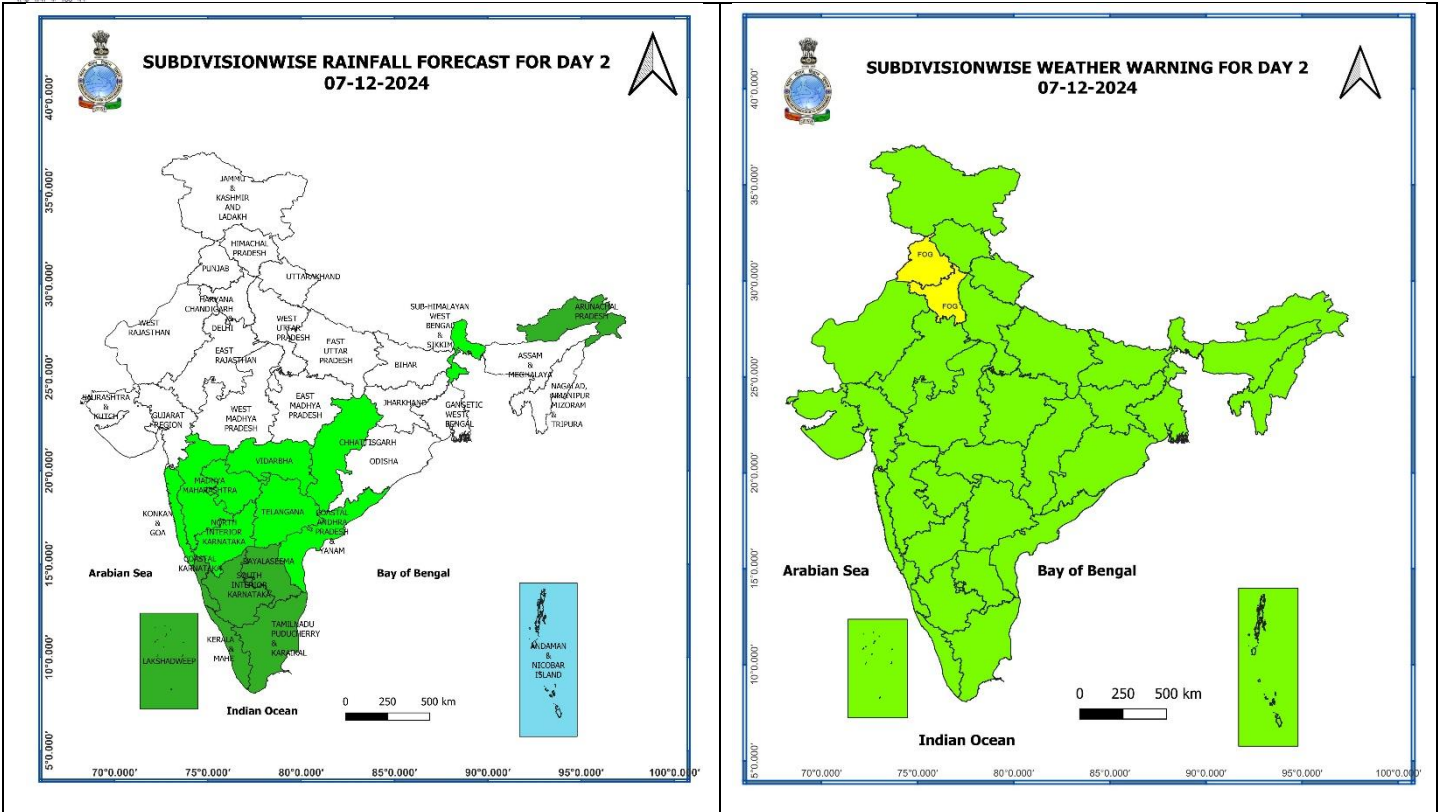 SUBDIVISIONWISE RAINFALL FORECAST FOR DAY 2
07-12-2024
40°0.000'
35°0.000'
30°0.000'
25°0.000'
20°0.000'
15°0.000'
10°0.000'
5°0.000'
JAMMU
&
KASHMIR
AND
LADAKH
HIMACHAL
PRADESH
PUNJAB
UTTARAKHAND
HARYANA
CHANDIGARH
&
DELHI
WEST
RAJASTHAN
WEST
UTTAR
PRADESH
SUB-HIMALAYAN
WEST
BENGAL
&
SIKKIM
ARUNACHAL
PRADESH
EAST
RAJASTHAN
EAST
UTTAR
PRADESH
BIHAR
ASSAM
&
MEGHALAYA
NAGALAD,
MANIPUR
MIZORAM
&
TRIPURA
SAURASHTRA
&
KUTCH
GUJARAT
REGION
WEST
MADHYA
PRADESH
EAST
MADHYA
PRADESH
JHARKHAND
GANGETIC
WEST
BENGAL
CHHATTISGARH
ODISHA
VIDARBHA
MADHYA
MAHARASHTRA
KONKAN
&
GOA
NORTH
INTERIOR
KARNATAKA
TELANGANA
COASTAL
ANDHRA
PRADESH
&
YANAM
COASTAL
KARNATAKA
RAYALASEEMA
SOUTH
INTERIOR
KARNATAKA
Arabian Sea
Bay of Bengal
TAMILNADU
PUDUCHERRY
&
KARAIKAL
KERALA
&
MAHE
LAKSHADWEEP
ANDAMAN
&
NICOBAR
ISLAND
0 250 500 km
Indian Ocean
70°0.000' 75°0.000' 80°0.000' 85°0.000' 90°0.000' 95°0.000' 100°0.000'
SUBDIVISIONWISE WEATHER WARNING FOR DAY 2
07-12-2024
40°0.000'
35°0.000'
30°0.000'
25°0.000'
20°0.000'
15°0.000'
10°0.000'
5°0.000'
FOG
FOG
Arabian Sea
Bay of Bengal
0 250 500 km
Indian Ocean
70°0.000' 75°0.000' 80°0.000' 85°0.000' 90°0.000' 95°0.000' 100°0.000'